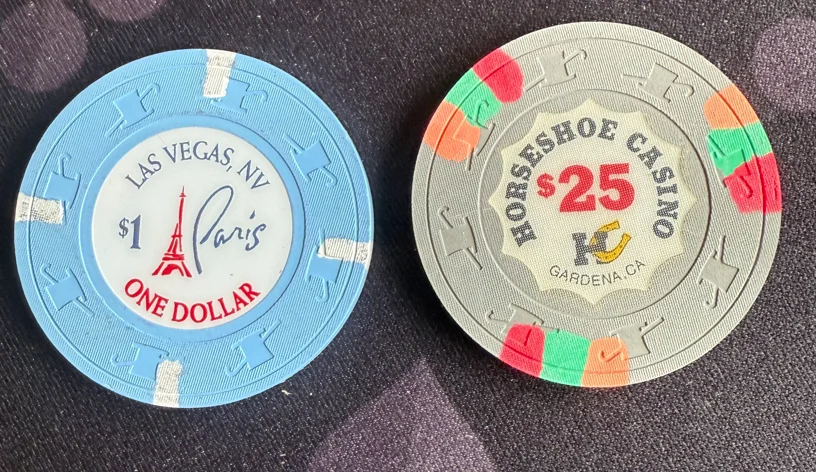 LAS VEGAS, NV
$1 Paris
ONE DOLLAR
HORSESHOE CASINO
$25
HC
GARDENA, CA